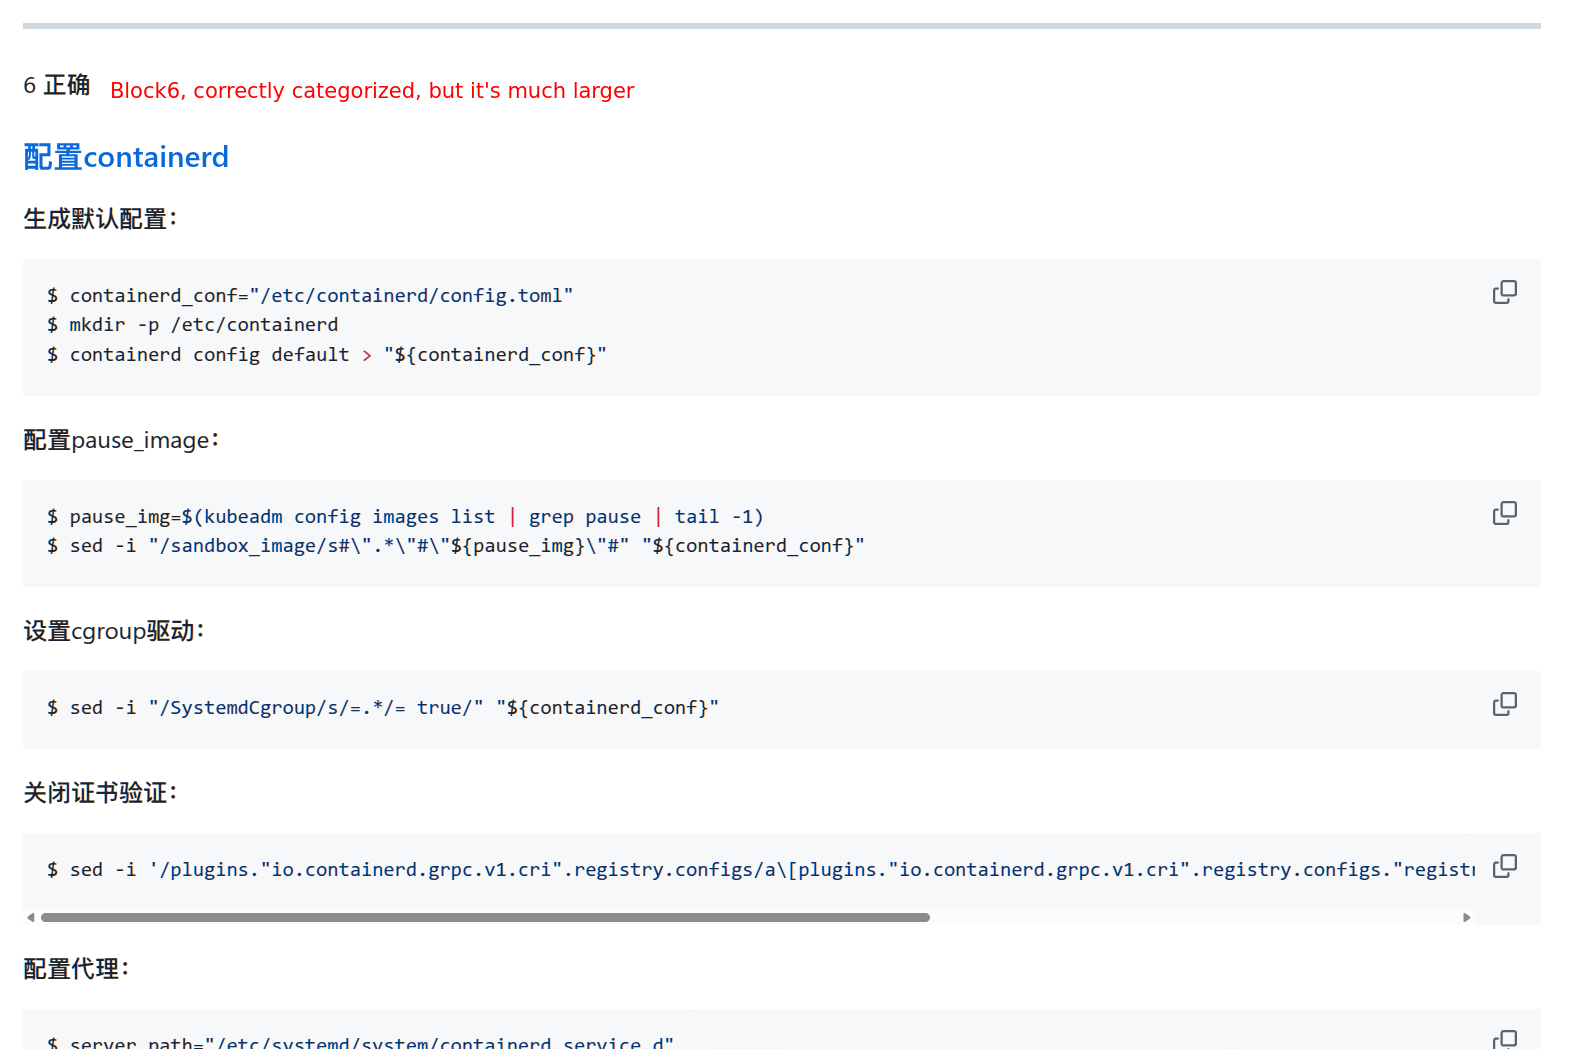 6 正确 Block6, correctly categorized, but it's much larger
配置containerd
生成默认配置：
$ containerd_conf="/etc/containerd/config.toml"
$ mkdir -p /etc/containerd
$ containerd config default > "${containerd_conf}"
配置pause_image：
$ pause_img=$(kubeadm config images list | grep pause | tail -1)
$ sed -i "/sandbox_image/s#\".*\"#\"${pause_img}\"#" "${containerd_conf}"
设置cgroup驱动：
$ sed -i "/SystemdCgroup/s/=.*/= true/" "${containerd_conf}"
关闭证书验证：
$ sed -i '/plugins."io.containerd.grpc.v1.cri".registry.configs/a\[plugins."io.containerd.grpc.v1.cri".registry.configs."regist
配置代理：
$ server_path="/etc/systemd/system/containerd.service.d"